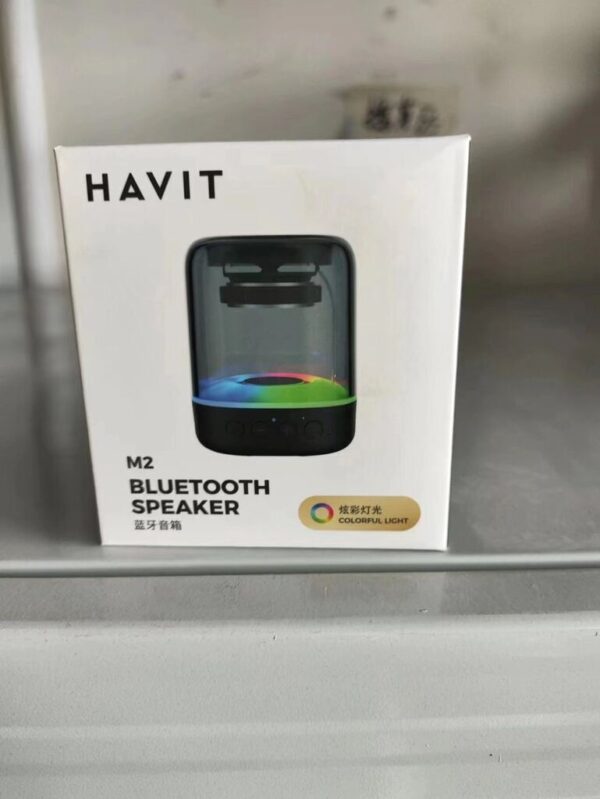 HAVIT
M2
BLUETOOTH
SPEAKER
蓝牙音箱
炫彩灯光
COLORFUL LIGHT